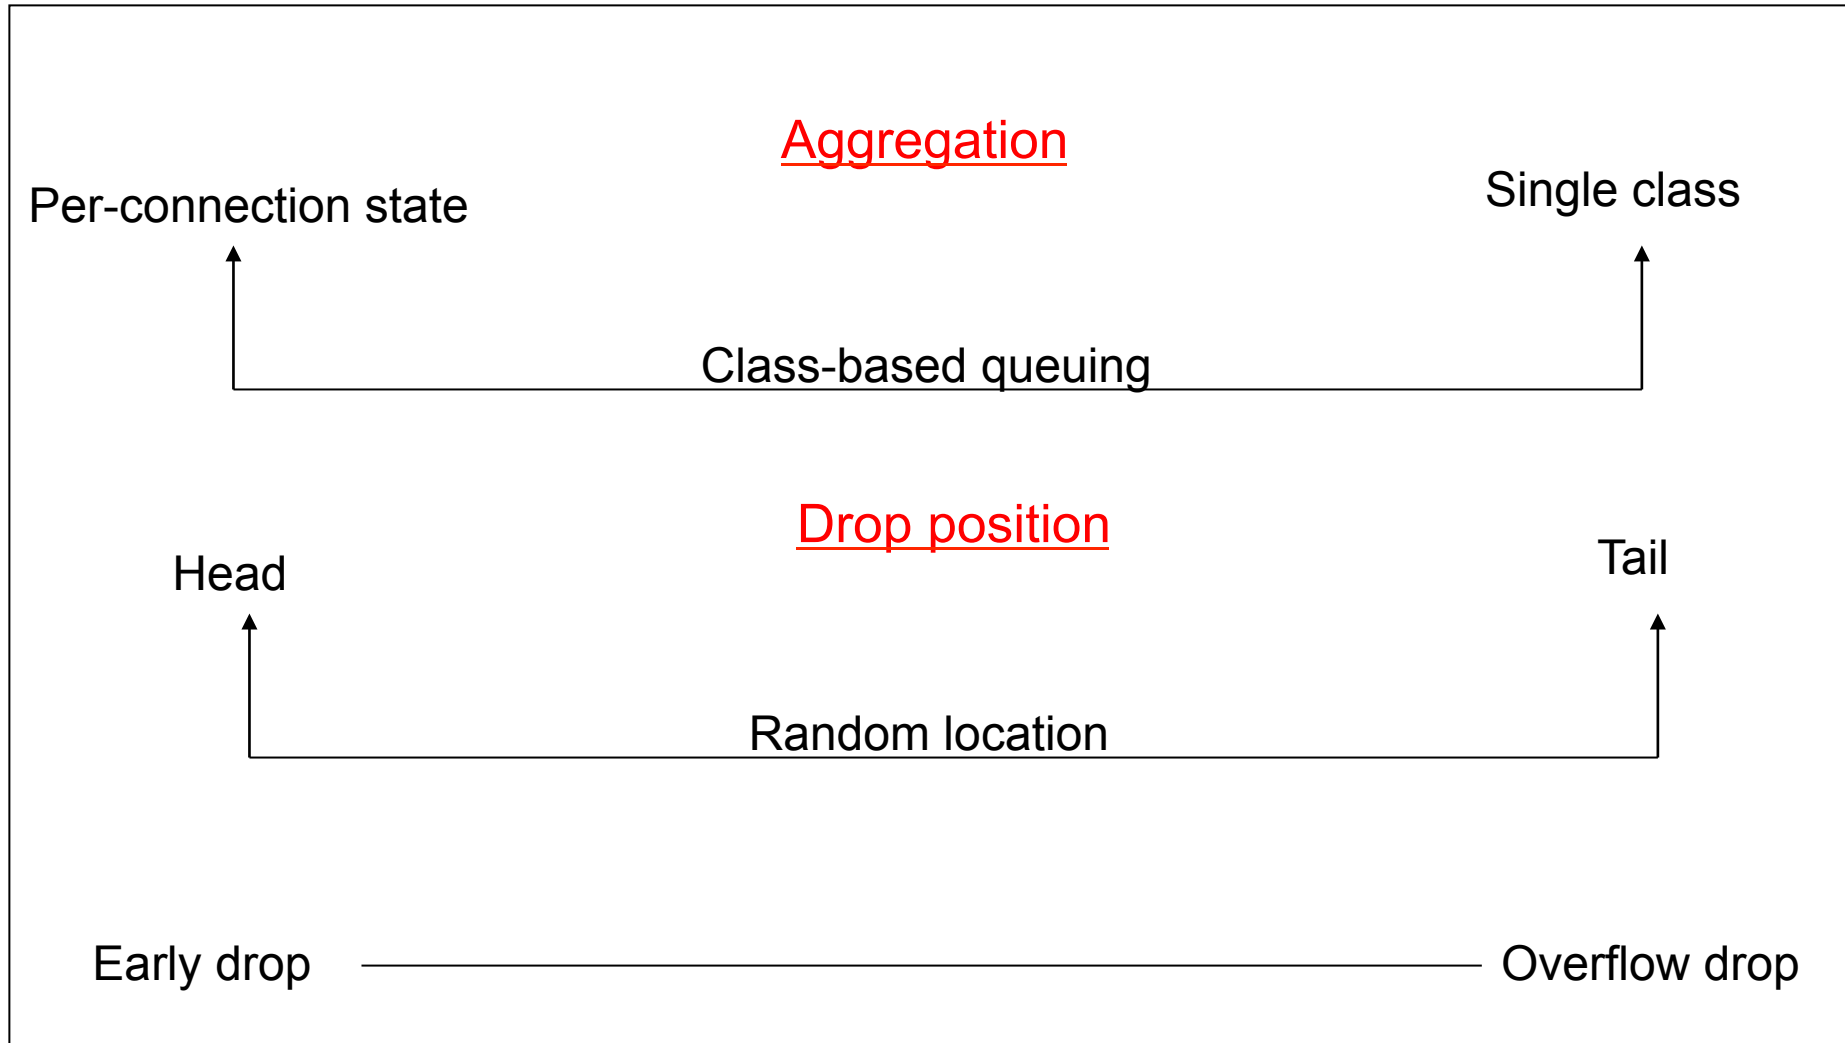 Aggregation
Per-connection state
Single class
Class-based queuing
Drop position
Head
Tail
Random location
Early drop
Overflow drop